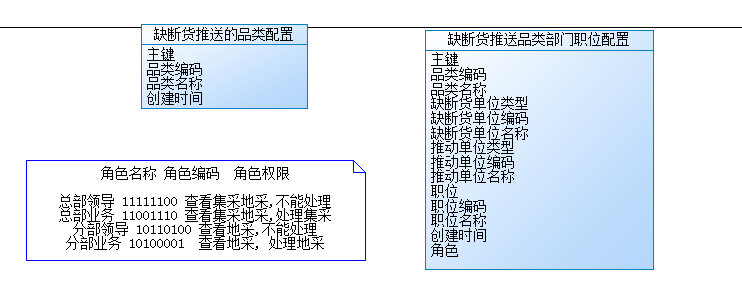 缺断货推送的品类配置
主键
品类编码
品类名称
创建时间
缺断货推送品类部门职位配置
主键
品类编码
品类名称
缺断货单位类型
缺断货单位编码
缺断货单位名称
推动单位类型
推动单位编码
推动单位名称
职位
职位编码
职位名称
创建时间
角色
角色名称 角色编码 角色权限
总部领导 11111100 查看集采地采,不能处理
总部业务 11001110 查看集采地采,处理集采
分部领导 10110100 查看地采,不能处理
分部业务 10100001 查看地采, 处理地采